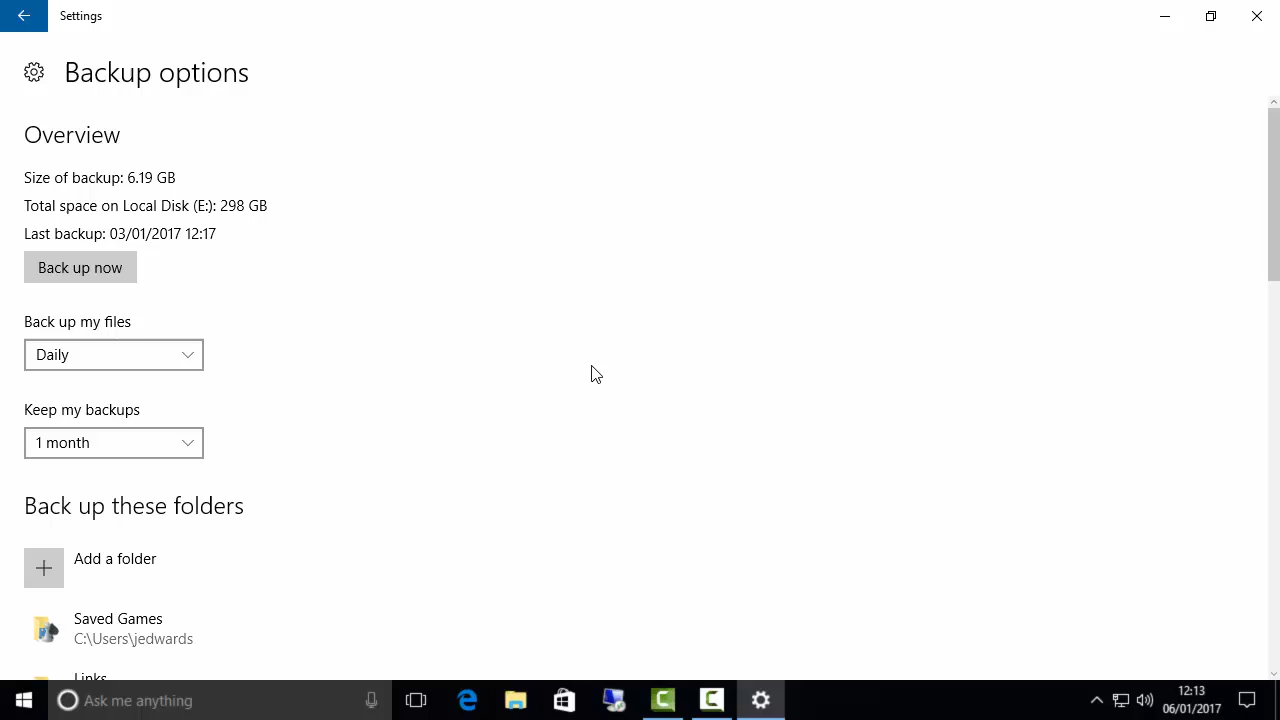 Settings
Backup options
Overview
Size of backup: 6.19 GB
Total space on Local Disk (E:): 298 GB
Last backup: 03/01/2017 12:17
Back up now
Back up my files
Daily
Keep my backups
1 month
Back up these folders
Add a folder
Saved Games
C:\Users\jedwards
Links
Ask me anything
12:13
06/01/2017